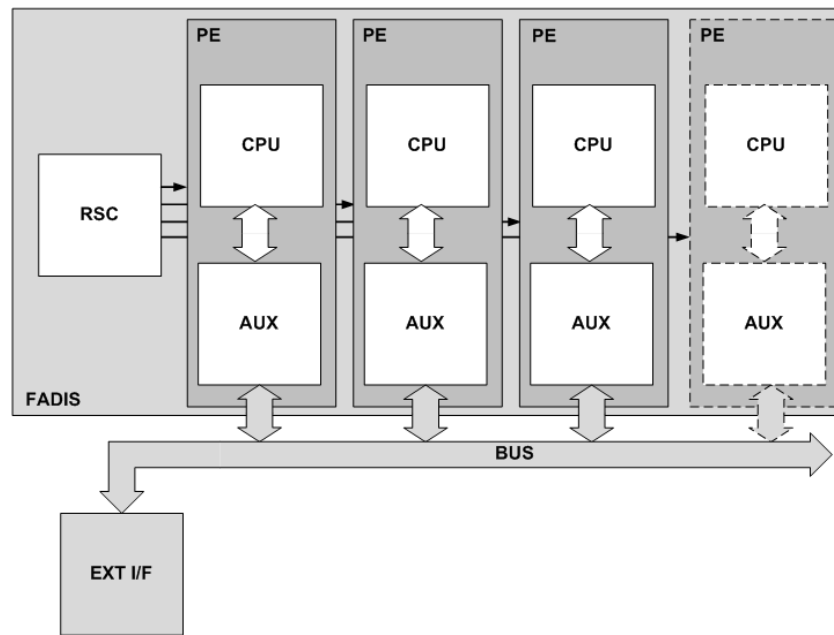 PE
PE
PE
PE
CPU
CPU
CPU
CPU
RSC
AUX
AUX
AUX
AUX
FADIS
BUS
EXT I/F